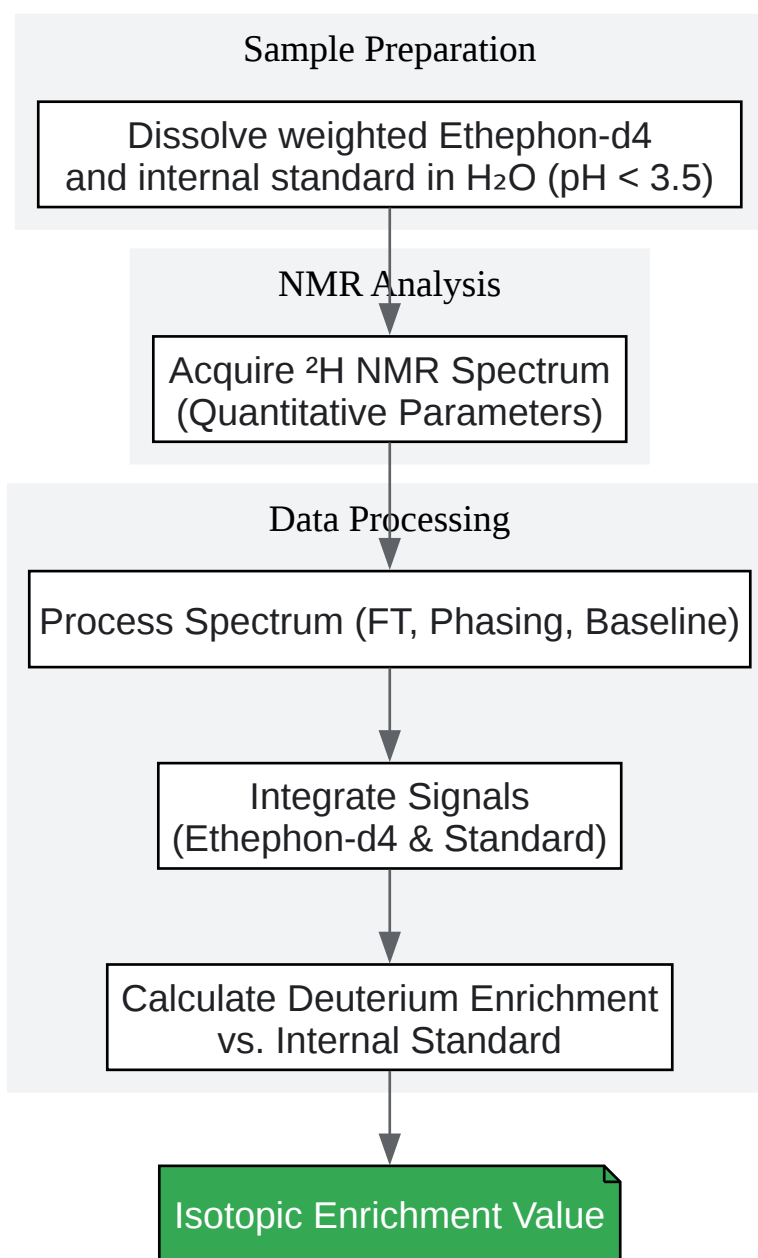 Sample Preparation
Dissolve weighted Ethephon-d4
and internal standard in H₂O (pH < 3.5)
NMR Analysis
Acquire ²H NMR Spectrum
(Quantitative Parameters)
Data Processing
Process Spectrum (FT, Phasing, Baseline)
Integrate Signals
(Ethephon-d4 & Standard)
Calculate Deuterium Enrichment
vs. Internal Standard
Isotopic Enrichment Value